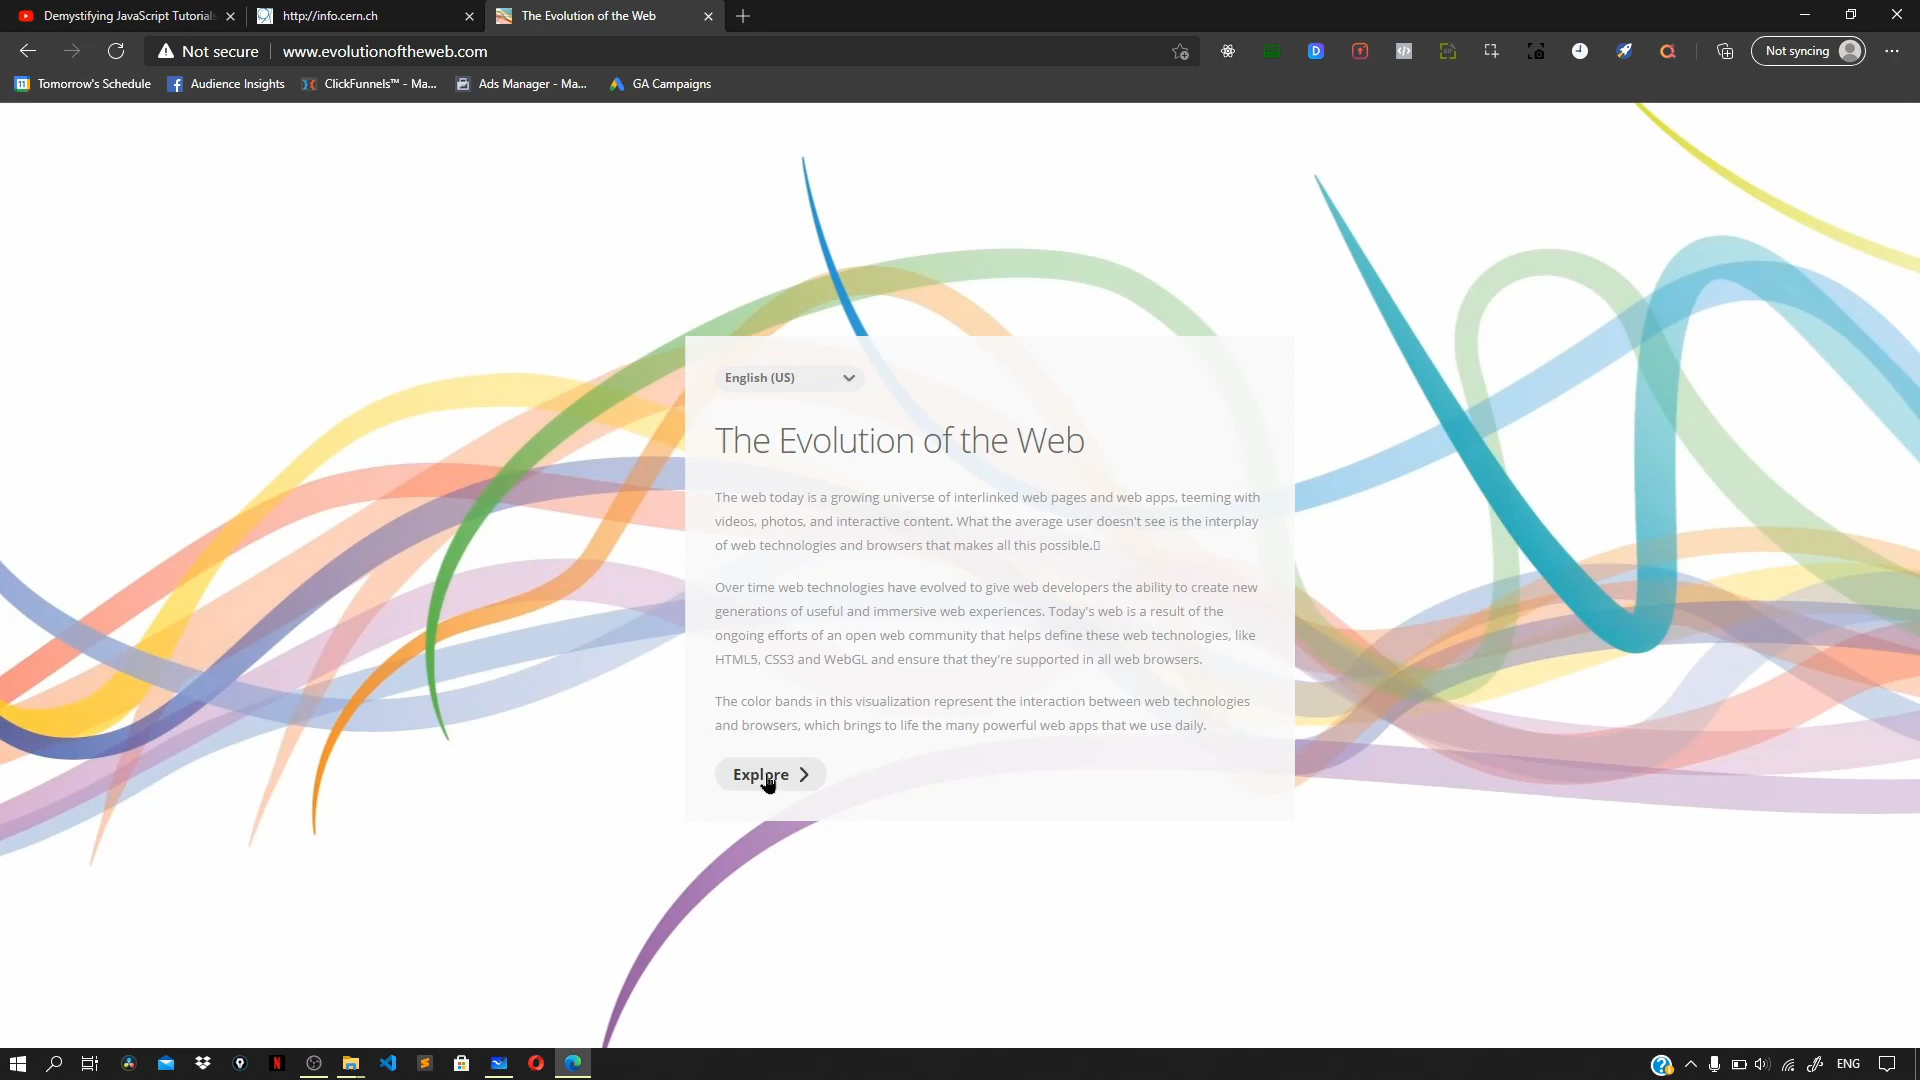 Demystifying JavaScript Tutorials
http://info.cern.ch
The Evolution of the Web
Not secure
www.evolutionoftheweb.com
Not syncing
Tomorrow's Schedule
Audience Insights
ClickFunnels™ - Ma...
Ads Manager - Ma...
GA Campaigns
English (US)
The Evolution of the Web
The web today is a growing universe of interlinked web pages and web apps, teeming with
videos, photos, and interactive content. What the average user doesn't see is the interplay
of web technologies and browsers that makes all this possible.
Over time web technologies have evolved to give web developers the ability to create new
generations of useful and immersive web experiences. Today's web is a result of the
ongoing efforts of an open web community that helps define these web technologies, like
HTML5, CSS3 and WebGL and ensure that they're supported in all web browsers.
The color bands in this visualization represent the interaction between web technologies
and browsers, which brings to life the many powerful web apps that we use daily.
Explore
ENG